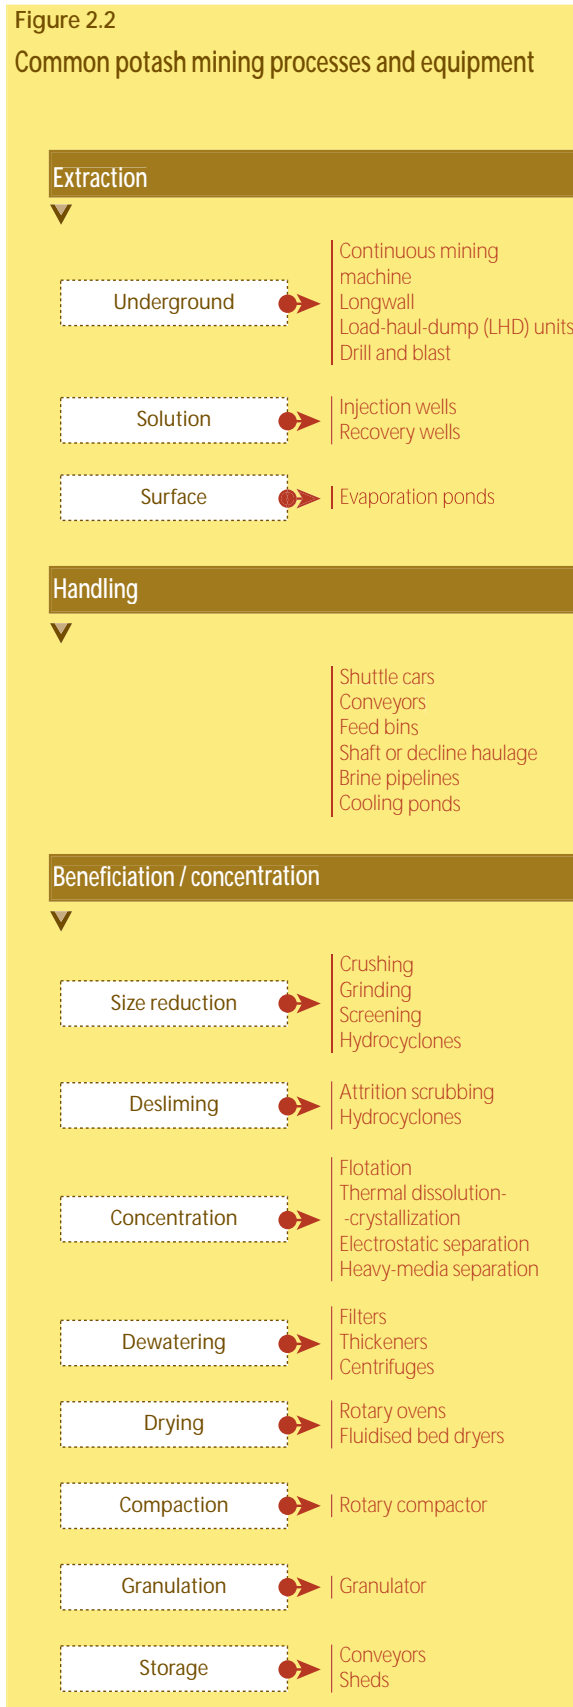 Figure 2.2
Common potash mining processes and equipment
Extraction
Underground
Continuous mining
machine
Longwall
Load-haul-dump (LHD) units
Drill and blast
Solution
Injection wells
Recovery wells
Surface
Evaporation ponds
Handling
Shuttle cars
Conveyors
Feed bins
Shaft or decline haulage
Brine pipelines
Cooling ponds
Beneficiation / concentration
Size reduction
Crushing
Grinding
Screening
Hydrocyclones
Desliming
Attrition scrubbing
Hydrocyclones
Concentration
Flotation
Thermal dissolution-
-crystallization
Electrostatic separation
Heavy-media separation
Dewatering
Filters
Thickeners
Centrifuges
Drying
Rotary ovens
Fluidised bed dryers
Compaction
Rotary compactor
Granulation
Granulator
Storage
Conveyors
Sheds